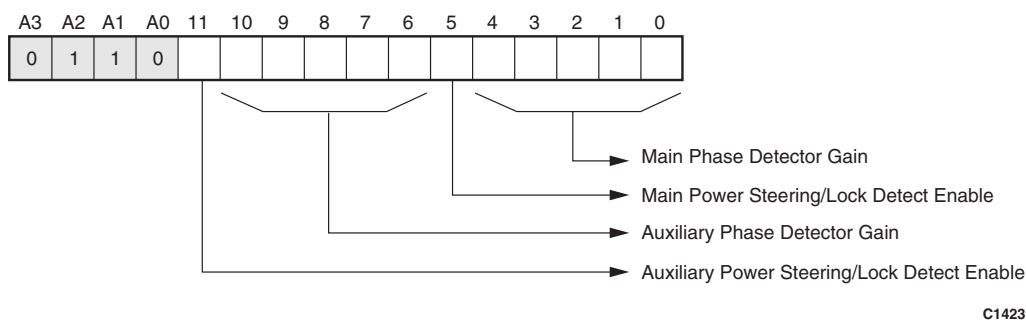 A3 A2 A1 A0 11 10 9 8 7 6 5 4 3 2 1 0
0 1 1 0
Main Phase Detector Gain
Main Power Steering/Lock Detect Enable
Auxiliary Phase Detector Gain
Auxiliary Power Steering/Lock Detect Enable
C1423